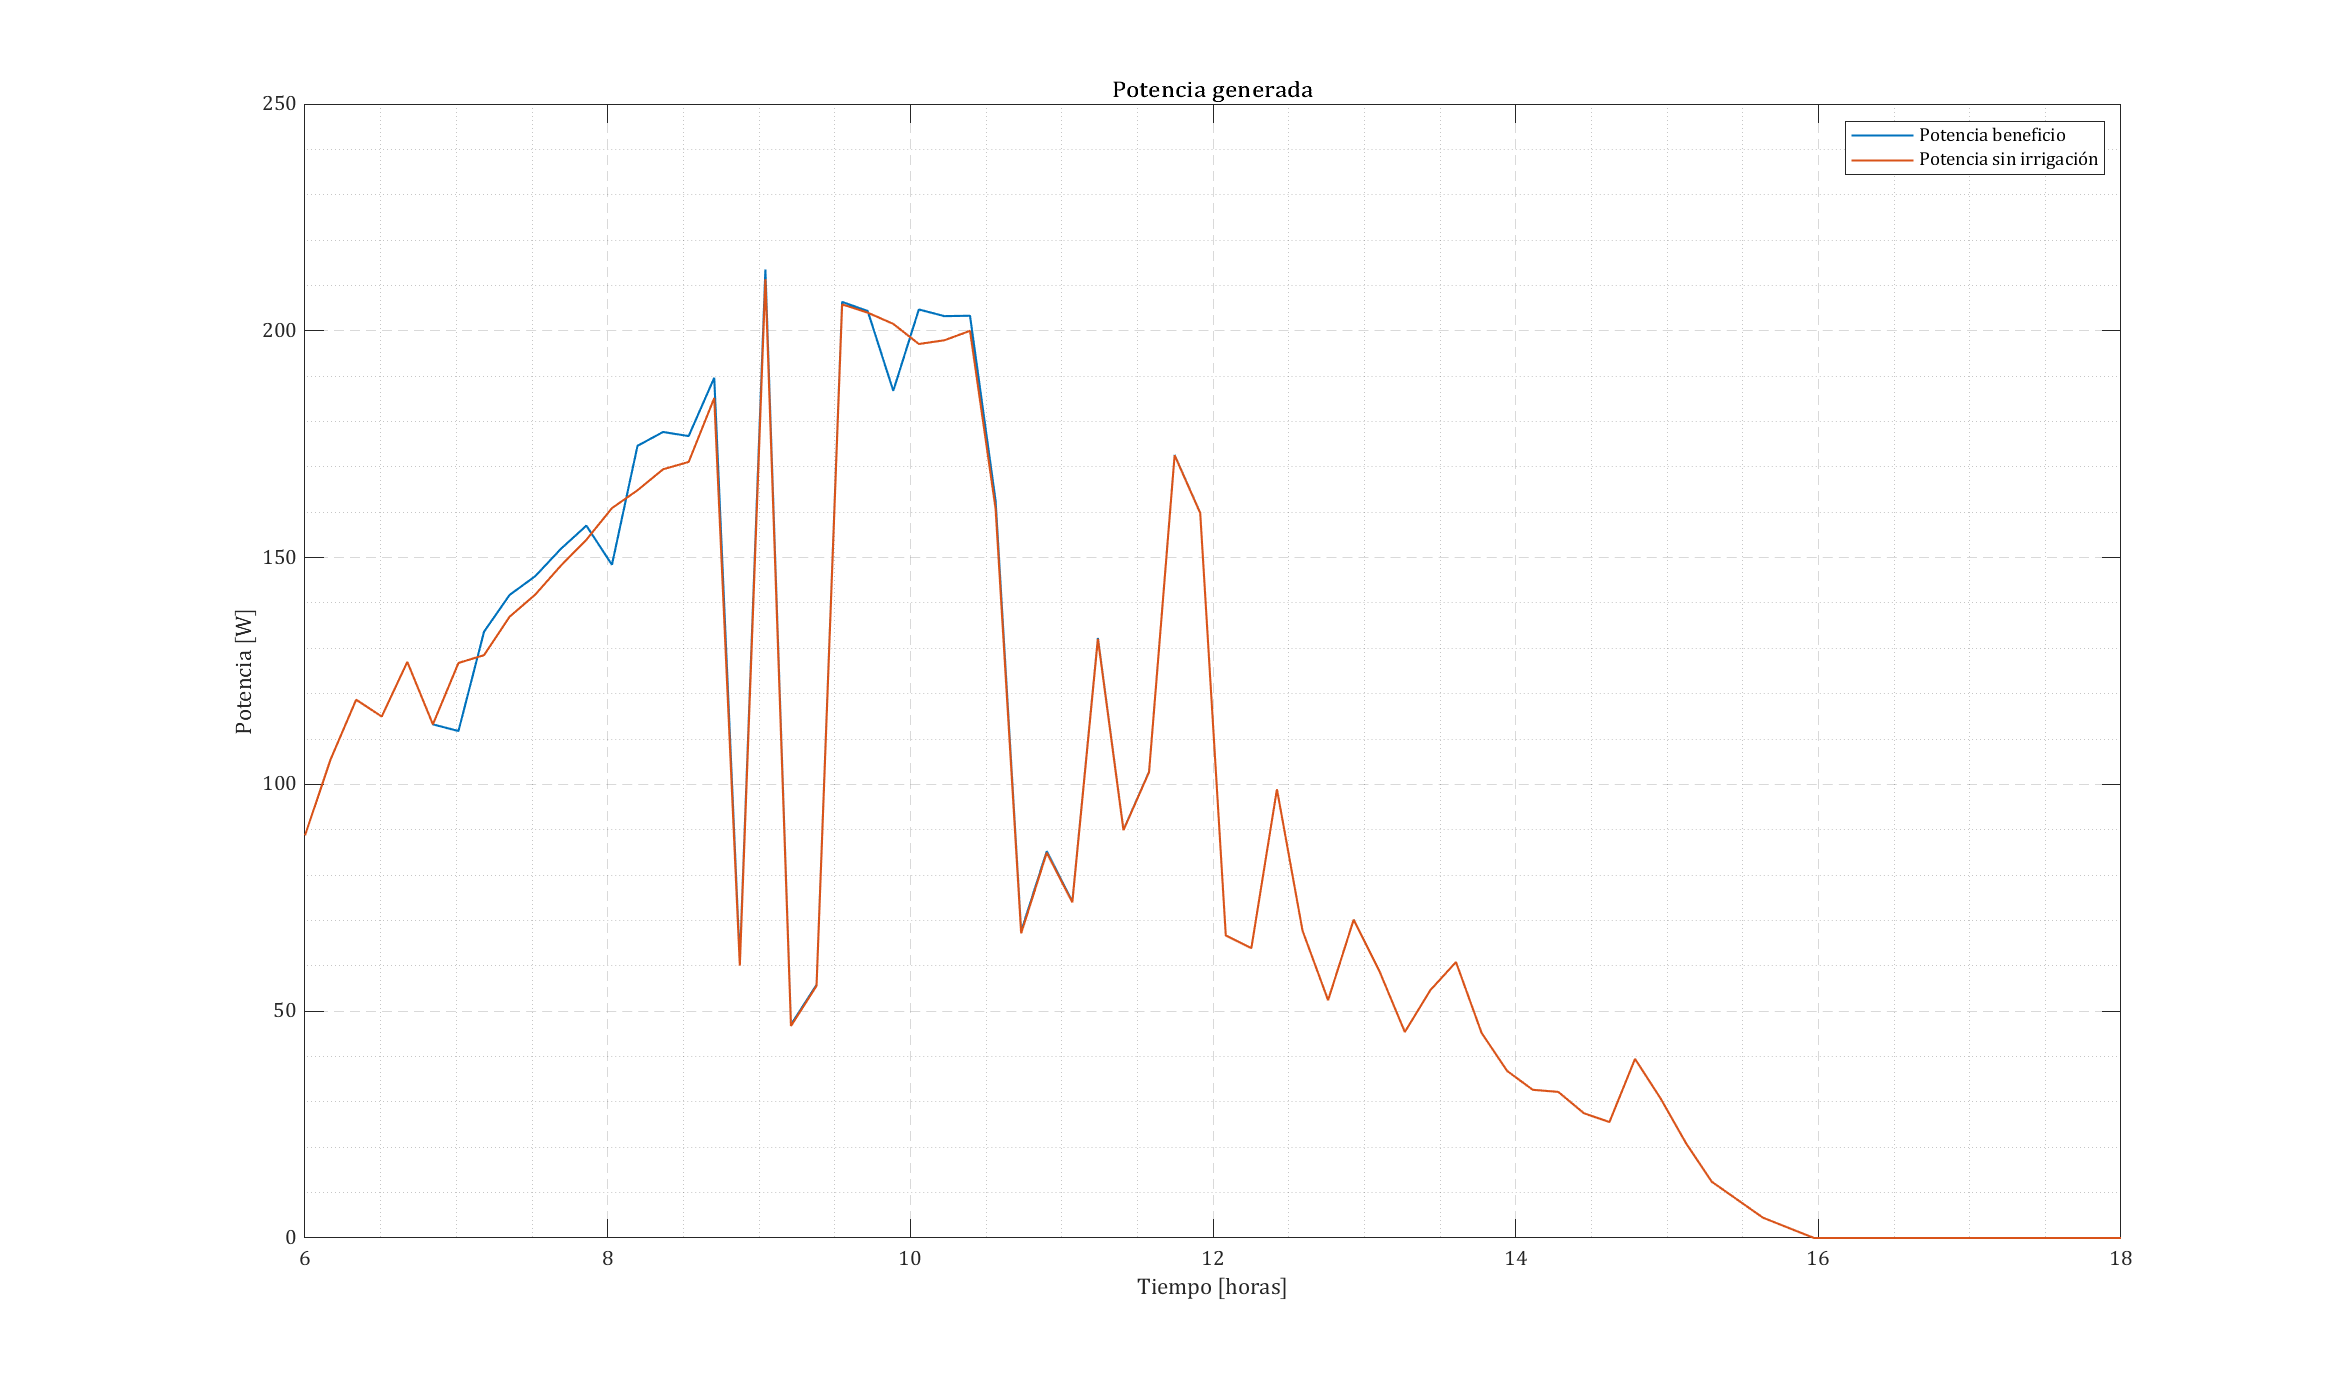 Potencia generada
250
200
150
100
50
0
Potencia [W]
Potencia beneficio
Potencia sin irrigación
6 8 10 12 14 16 18
Tiempo [horas]